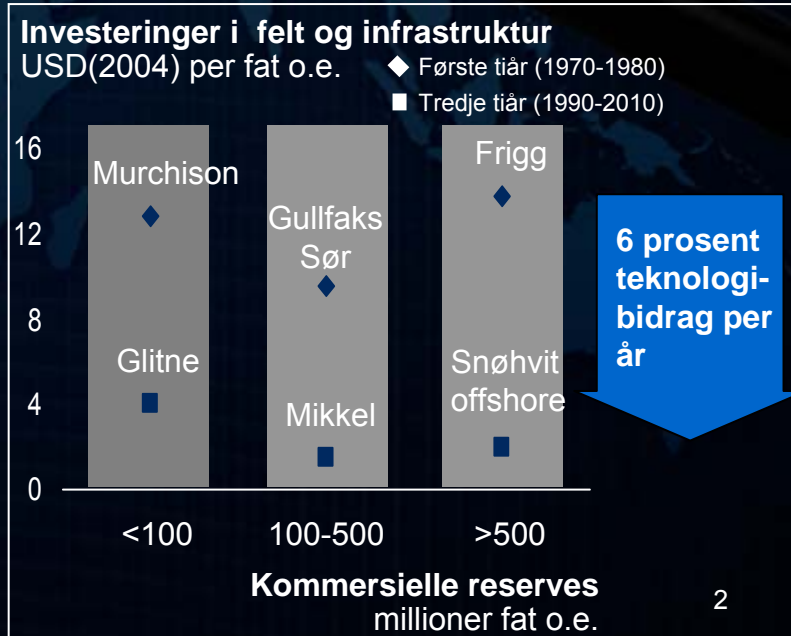 Investeringer i felt og infrastruktur
USD(2004) per fat o.e.
◆ Første tiår (1970-1980)
■ Tredje tiår (1990-2010)
16
12
8
4
0
Murchison
Glitne
Gullfaks
Sør
Mikkel
Frigg
Snøhvit
offshore
<100
100-500
>500
Kommersielle reserves
millioner fat o.e.
6 prosent
teknologi-
bidrag per
år
2